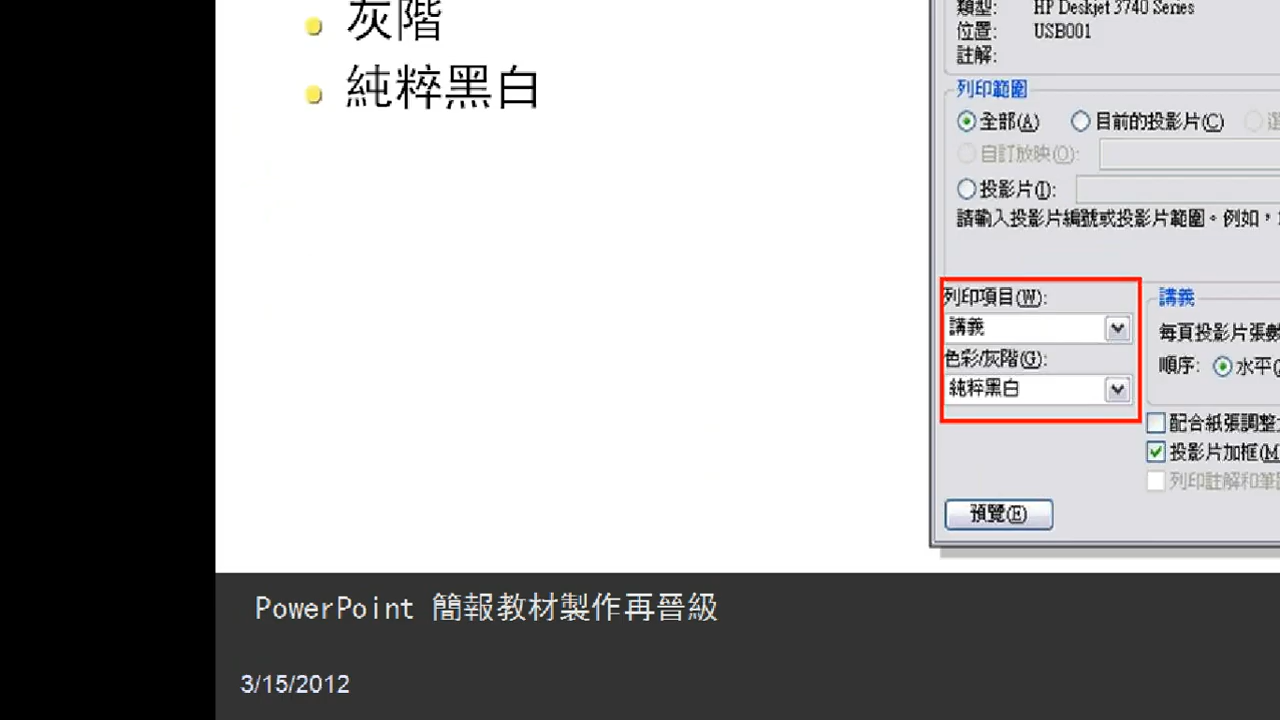 灰階
純粹黑白
類型: HP Deskjet 3740 Series
位置: USB001
註解:
列印範圍
全部(A) 目前的投影片(C)
自訂放映(O):
投影片(I):
請輸入投影片編號或投影片範圍。例如，
列印項目(W):
講義
色彩/灰階(G):
純粹黑白
講義
每頁投影片張數
順序: 水平
配合紙張調整
投影片加框(M
列印註解和筆
預覽(E)
PowerPoint 簡報教材製作再晉級
3/15/2012